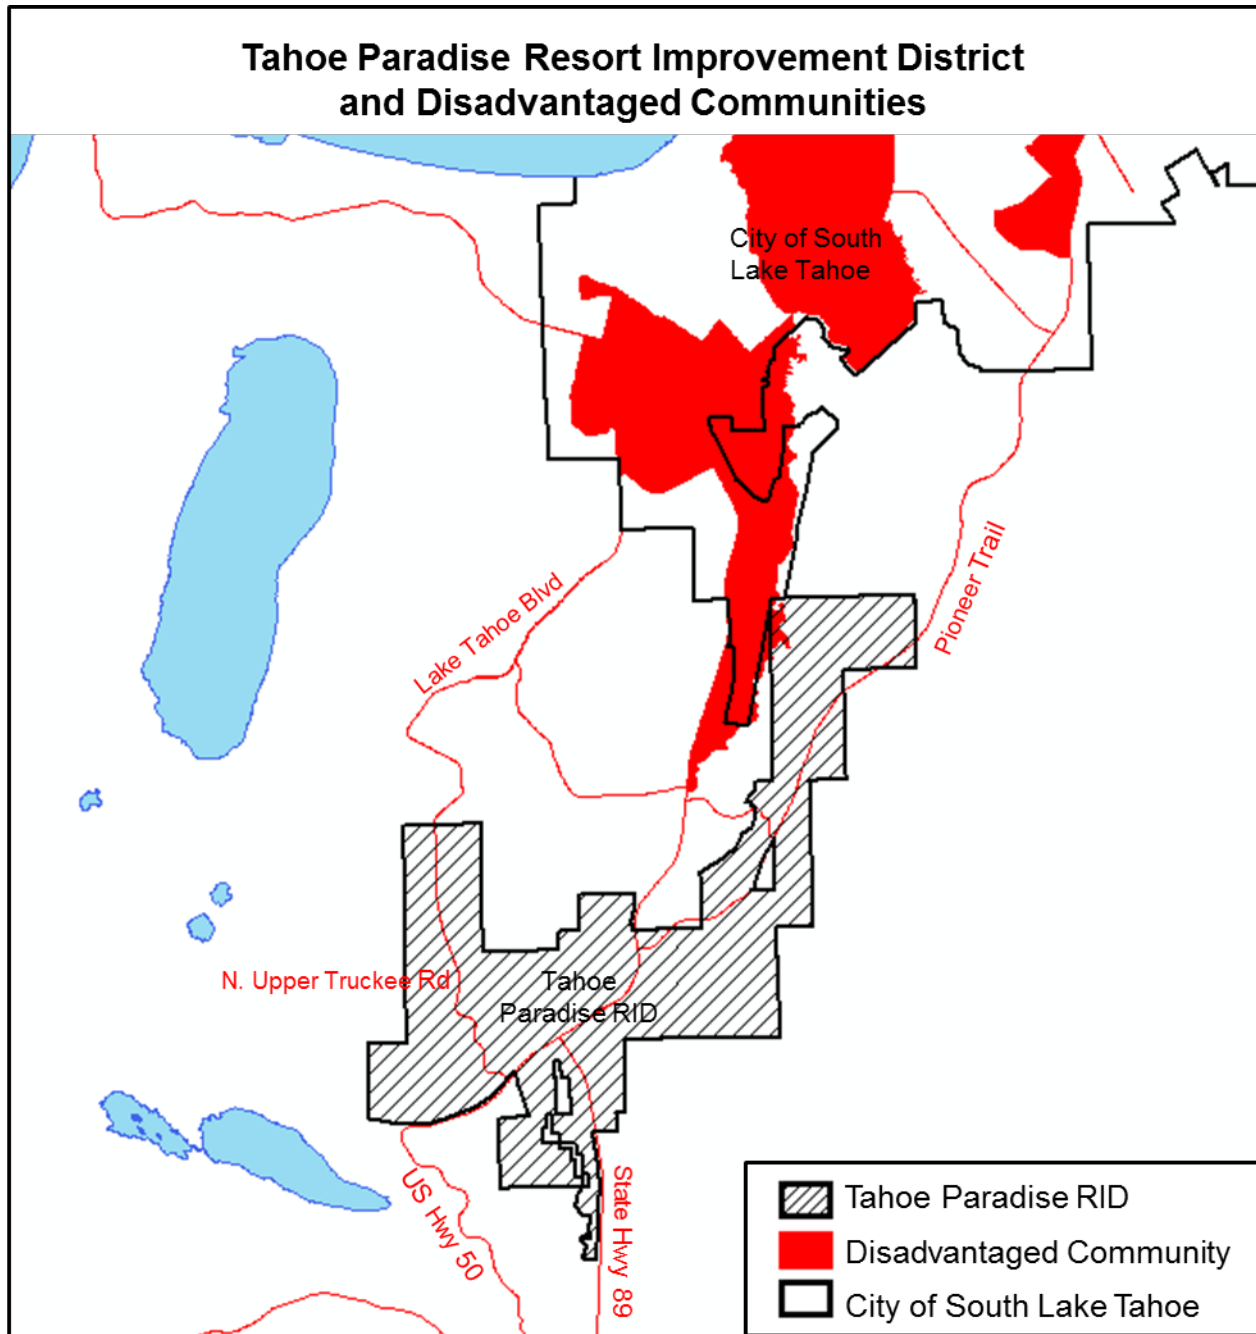 Tahoe Paradise Resort Improvement District
and Disadvantaged Communities
City of South
Lake Tahoe
Pioneer Trail
Lake Tahoe Blvd
N. Upper Truckee Rd
Tahoe
Paradise RID
US Hwy 50
State Hwy 89
Tahoe Paradise RID
Disadvantaged Community
City of South Lake Tahoe